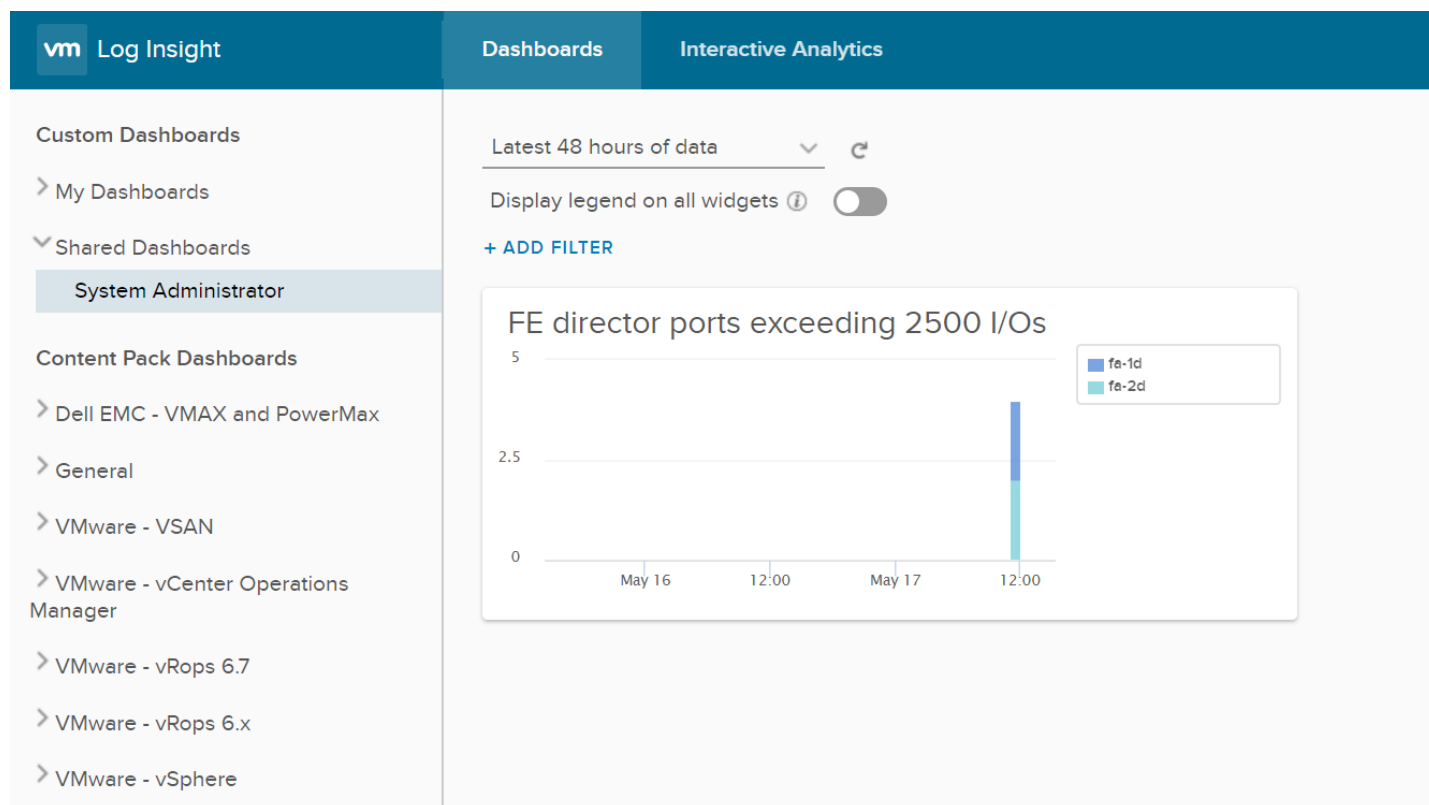 vm Log Insight
Dashboards
Interactive Analytics
Custom Dashboards
My Dashboards
Shared Dashboards
System Administrator
Content Pack Dashboards
Dell EMC - VMAX and PowerMax
General
VMware - VSAN
VMware - vCenter Operations
Manager
VMware - vRops 6.7
VMware - vRops 6.x
VMware - vSphere
Latest 48 hours of data
Display legend on all widgets i
+ ADD FILTER
FE director ports exceeding 2500 I/Os
5
2.5
0
May 16 12:00 May 17 12:00
fa-1d
fa-2d